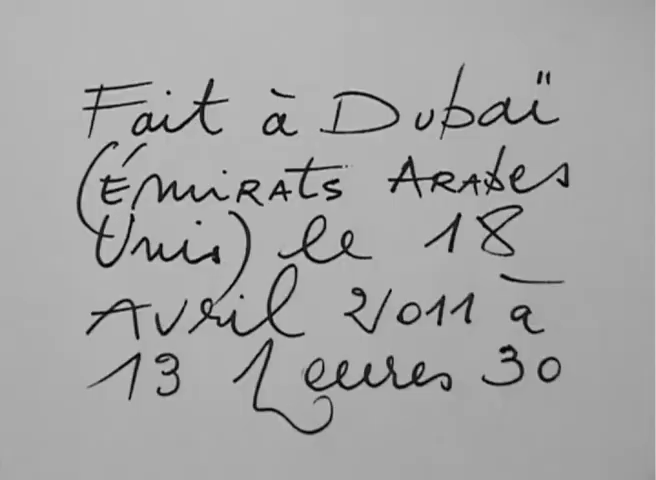 Fait à Dubaï
(ÉmiRATs ARAbes
Unis) le 18
Avril 2011 à
13 heures 30